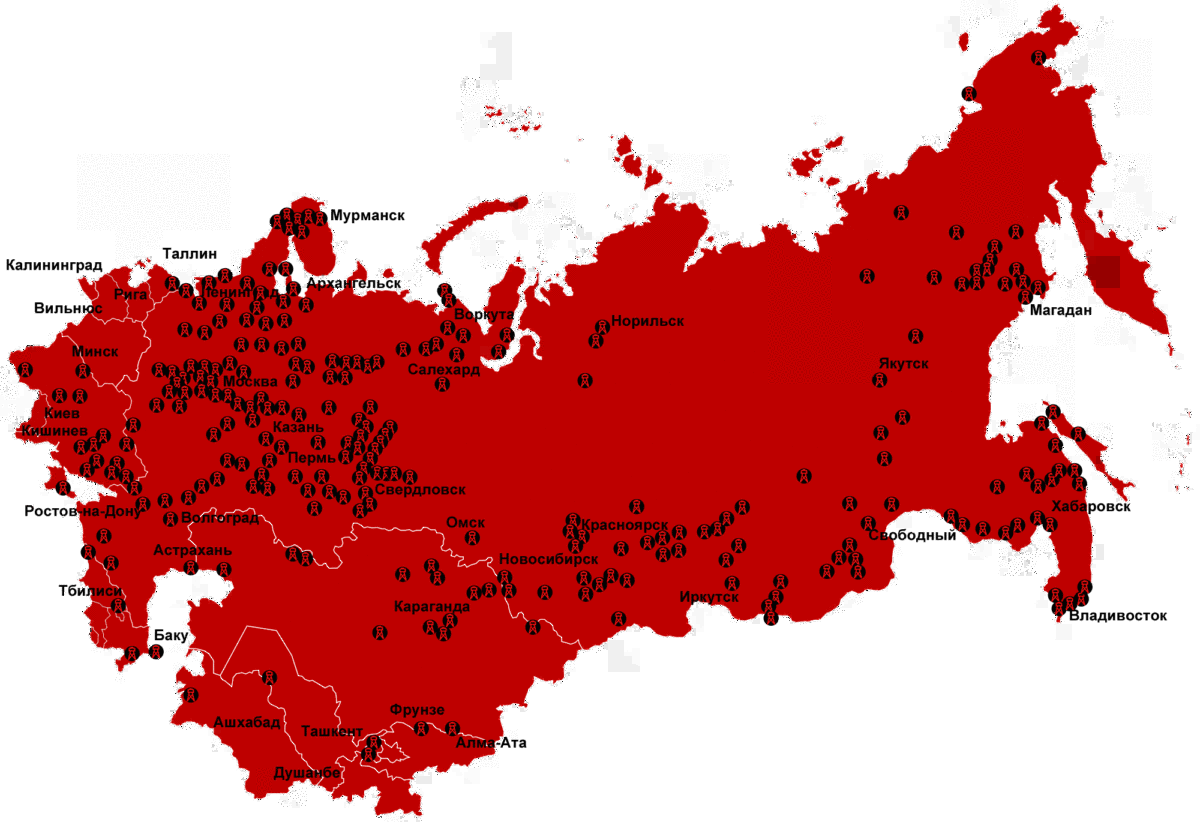 Мурманск
Таллин
Калининград
Архангельск
Рига
Ленинград
Вильнюс
Воркута
Норильск
Магадан
Минск
Салехард
Якутск
Москва
Киев
Казань
Кишинев
Пермь
Свердловск
Хабаровск
Ростов-на-Дону
Волгоград
Омск
Красноярск
Свободный
Астрахань
Новосибирск
Тбилиси
Караганда
Иркутск
Владивосток
Баку
Фрунзе
Ашхабад
Ташкент
Алма-Ата
Душанбе